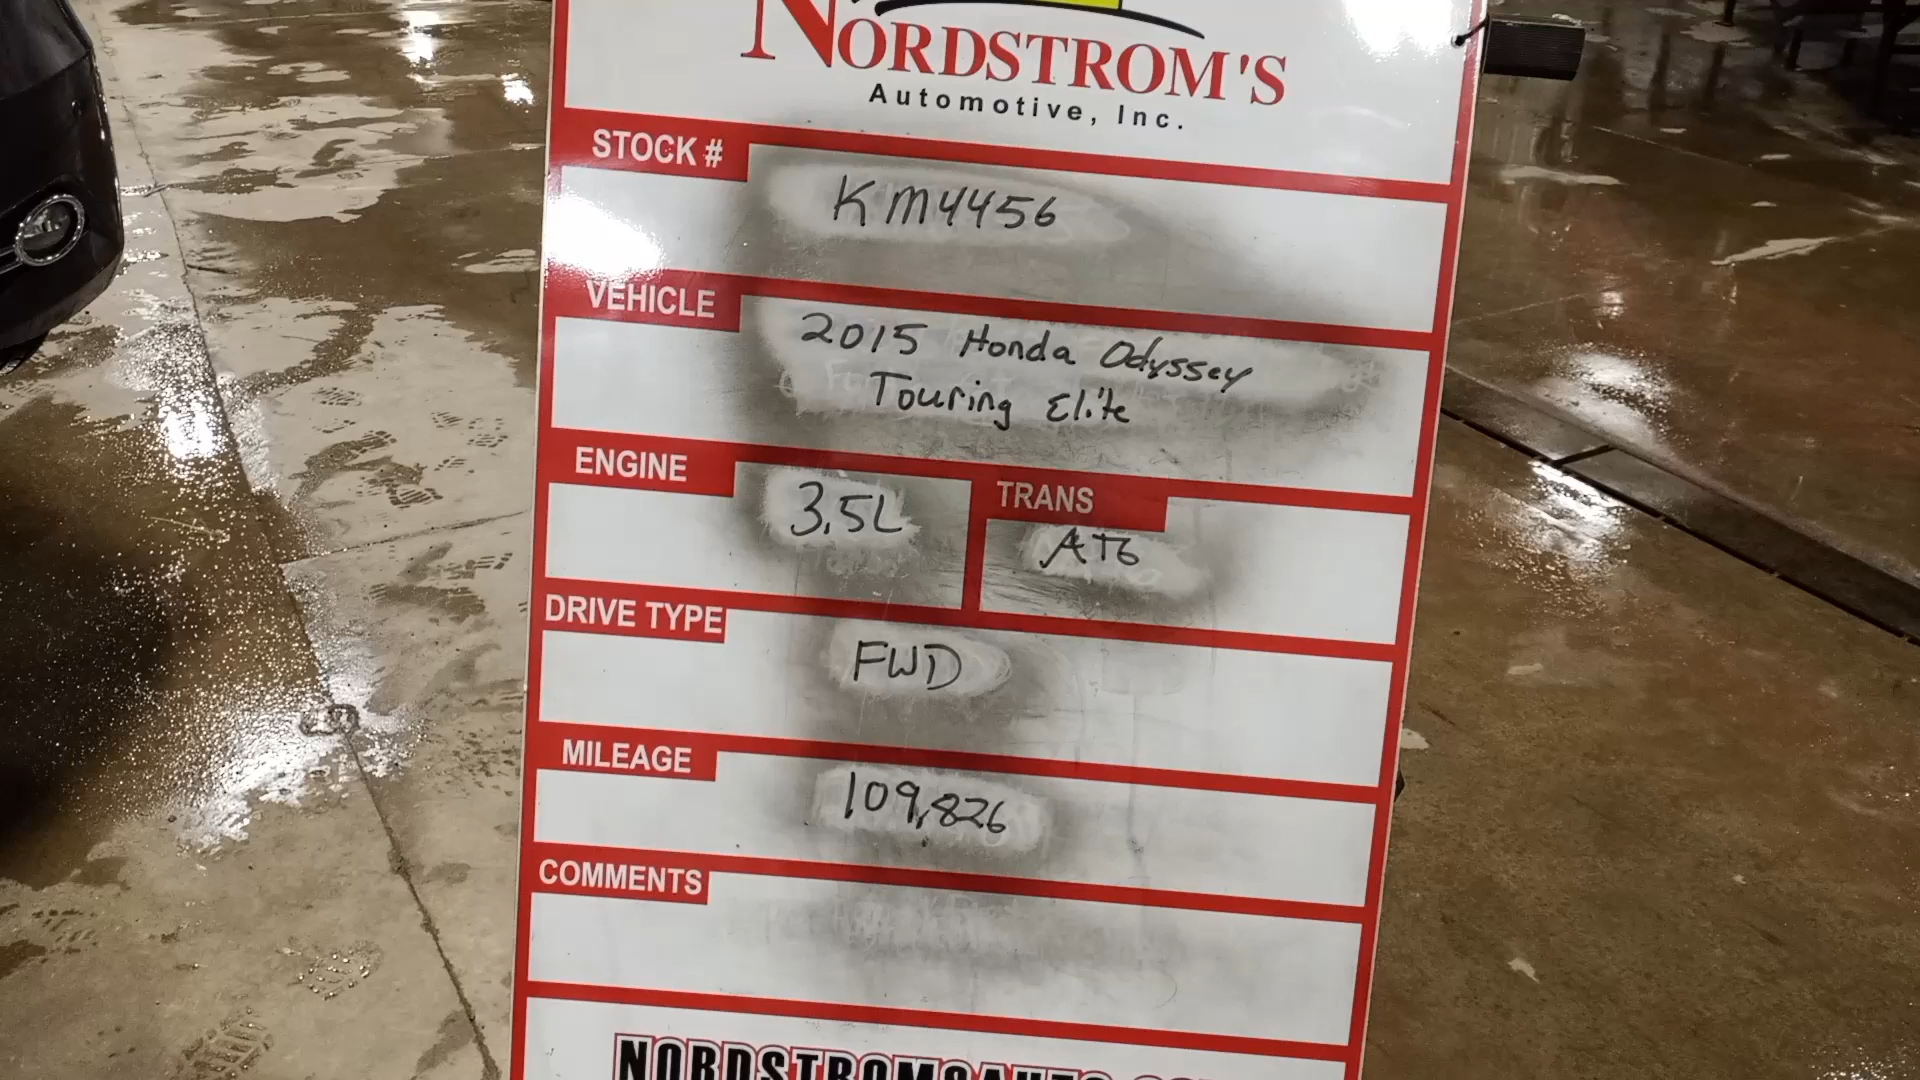 NORDSTROM'S
Automotive, Inc.
STOCK #
KM4456
VEHICLE
2015 Honda Odyssey
Touring Elite
ENGINE
3.5L
TRANS
AT6
DRIVE TYPE
FWD
MILEAGE
109,826
COMMENTS